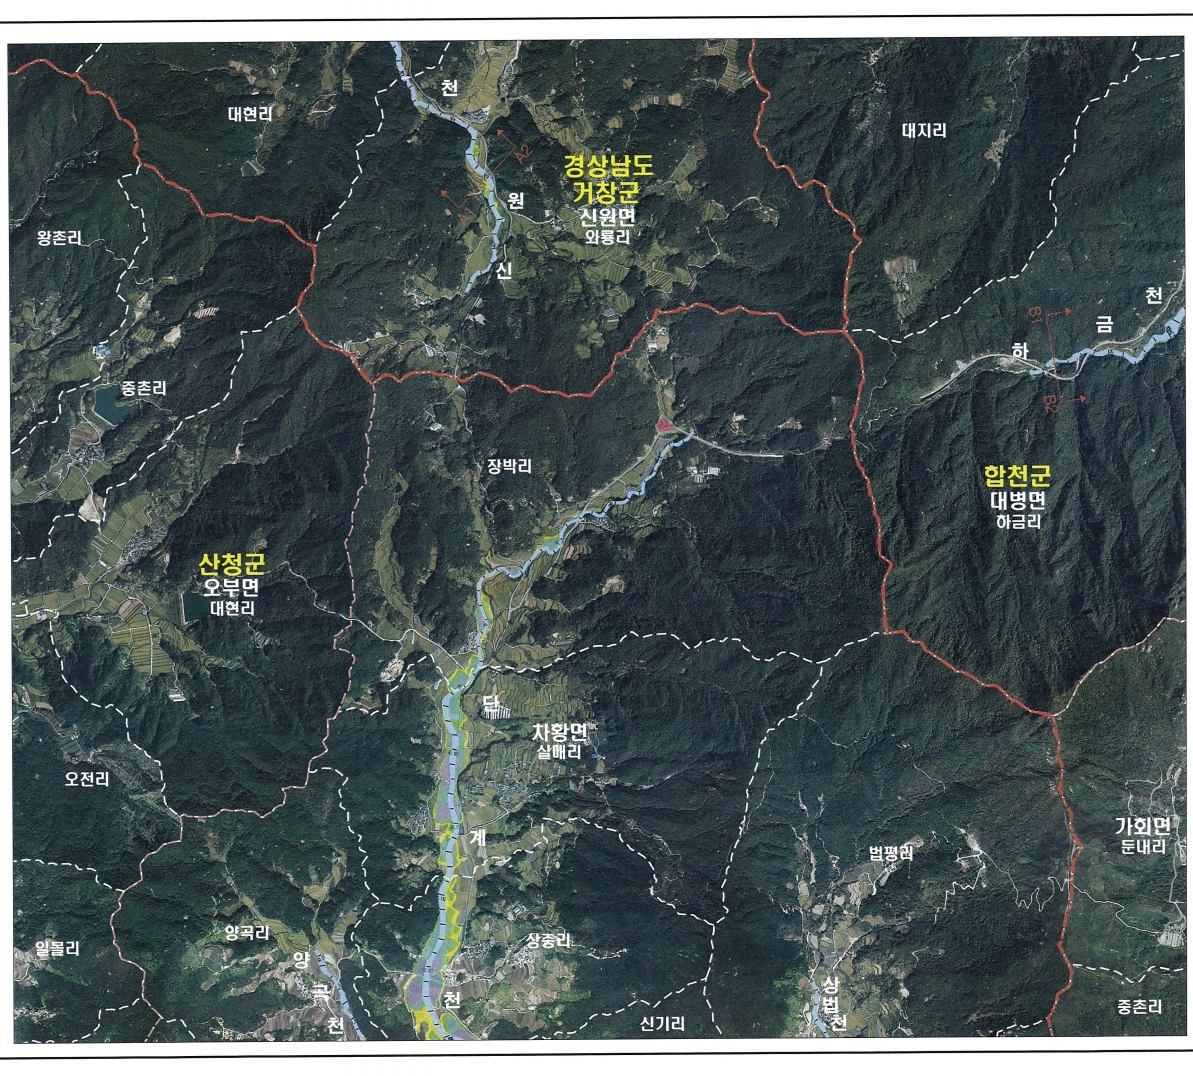 천
대현리
대지리
A2
경상남도
거창군
신원면
와룡리
원
왕촌리
신
천
B1
금
하
중촌리
B2
장박리
합천군
대병면
하금리
산청군
오부면
대현리
단
차황면
실매리
오전리
가회면
둔내리
계
법평리
양곡리
상중리
일물리
양
곡
천
천
상
법
천
신기리
중촌리